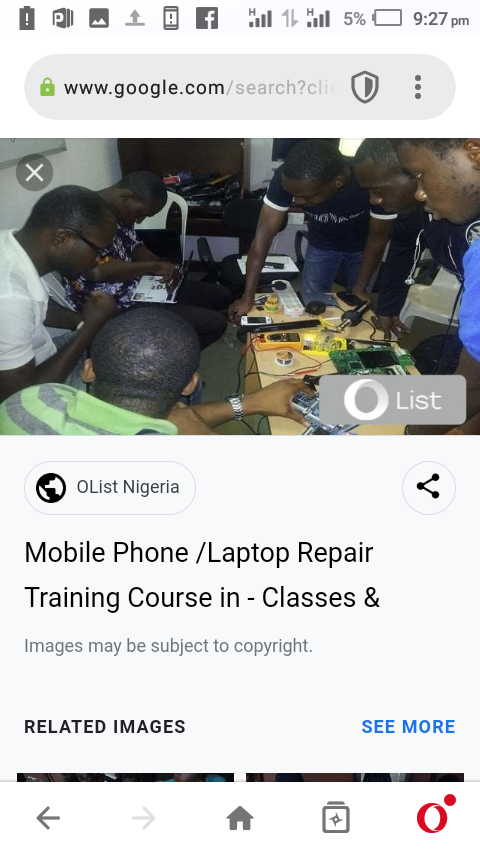 H H 5% 9:27 pm
www.google.com/search?clie
List
OList Nigeria
Mobile Phone /Laptop Repair
Training Course in - Classes &
Images may be subject to copyright.
RELATED IMAGES SEE MORE